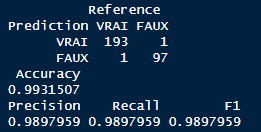 Reference
Prediction VRAI FAUX
VRAI 193 1
FAUX 1 97
Accuracy
0.9931507
Precision Recall F1
0.9897959 0.9897959 0.9897959